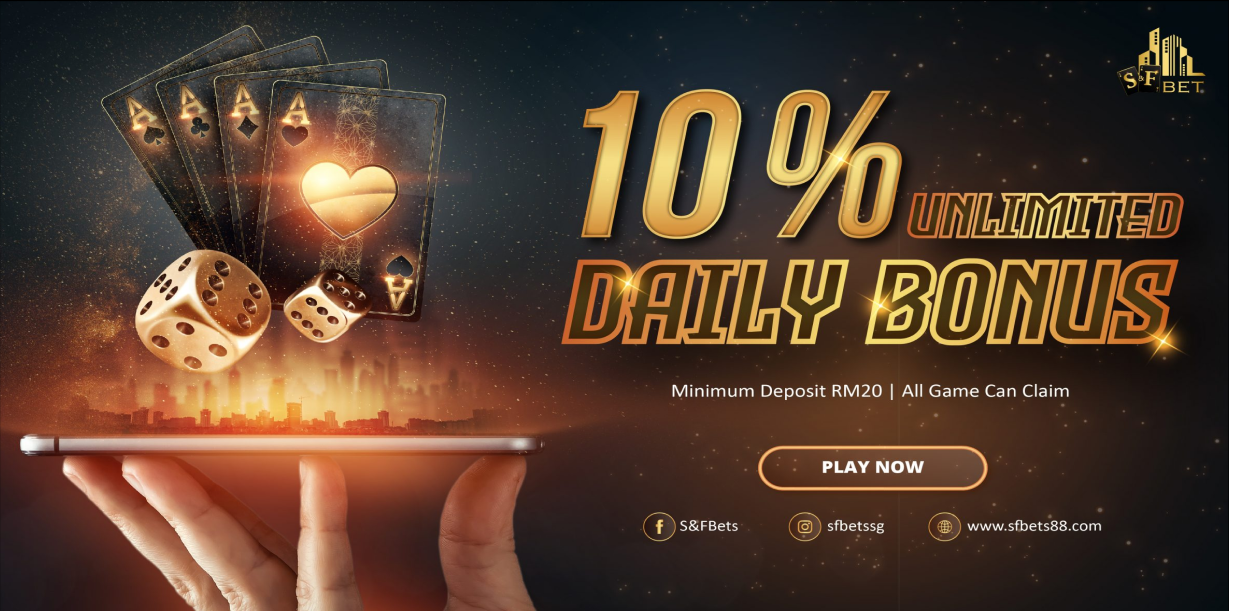 A A A A
A
S&F
BET
10%
UNLIMITED
DAILY BONUS
Minimum Deposit RM20 | All Game Can Claim
PLAY NOW
f S&FBets
sfbetssg
www.sfbets88.com